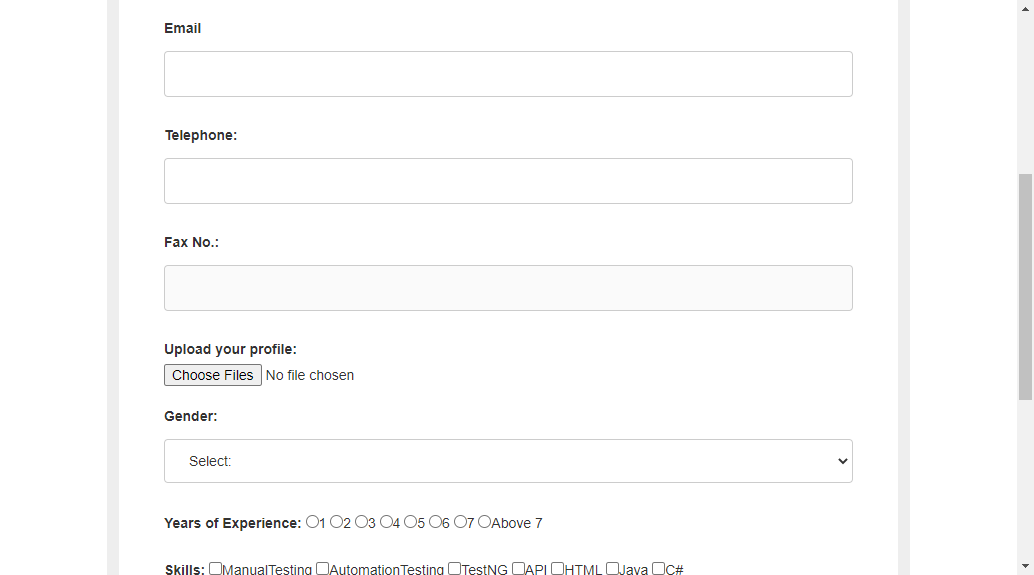 Email
Telephone:
Fax No.:
Upload your profile:
Choose Files No file chosen
Gender:
Select:
Years of Experience: 1 2 3 4 5 6 7 Above 7
Skills: ManualTesting AutomationTesting TestNG API HTML Java C#